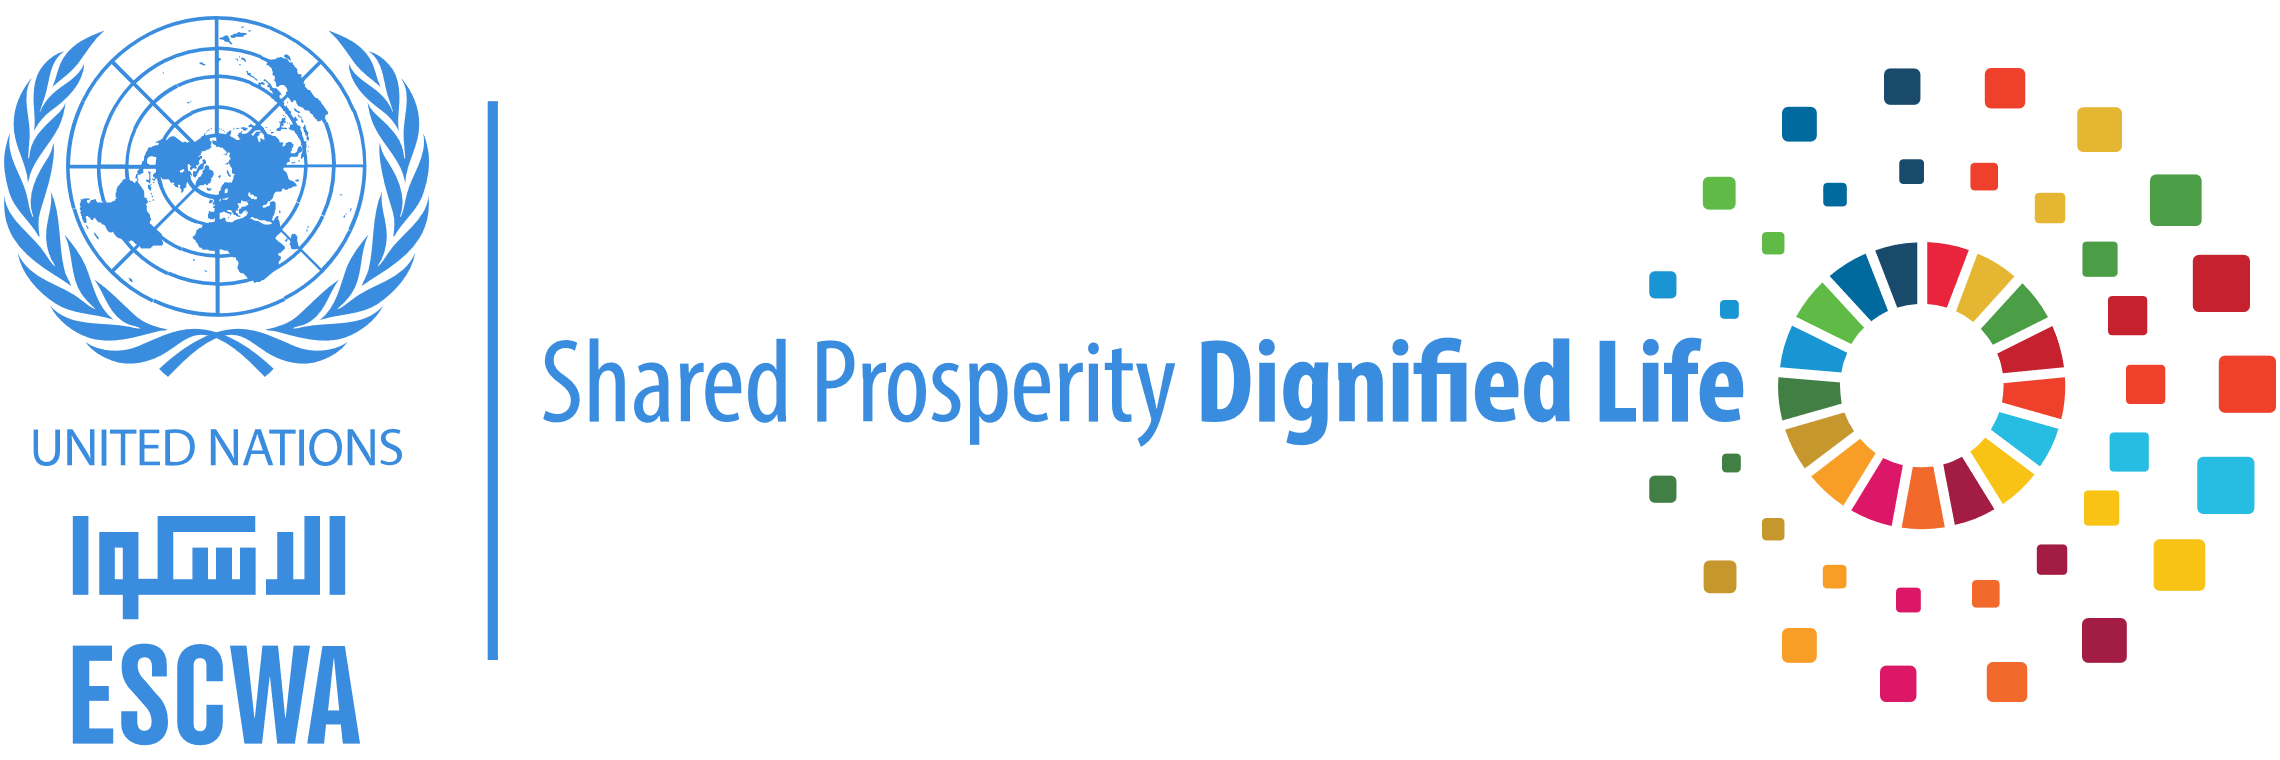 UNITED NATIONS
الاسكوا
ESCWA
Shared Prosperity Dignified Life